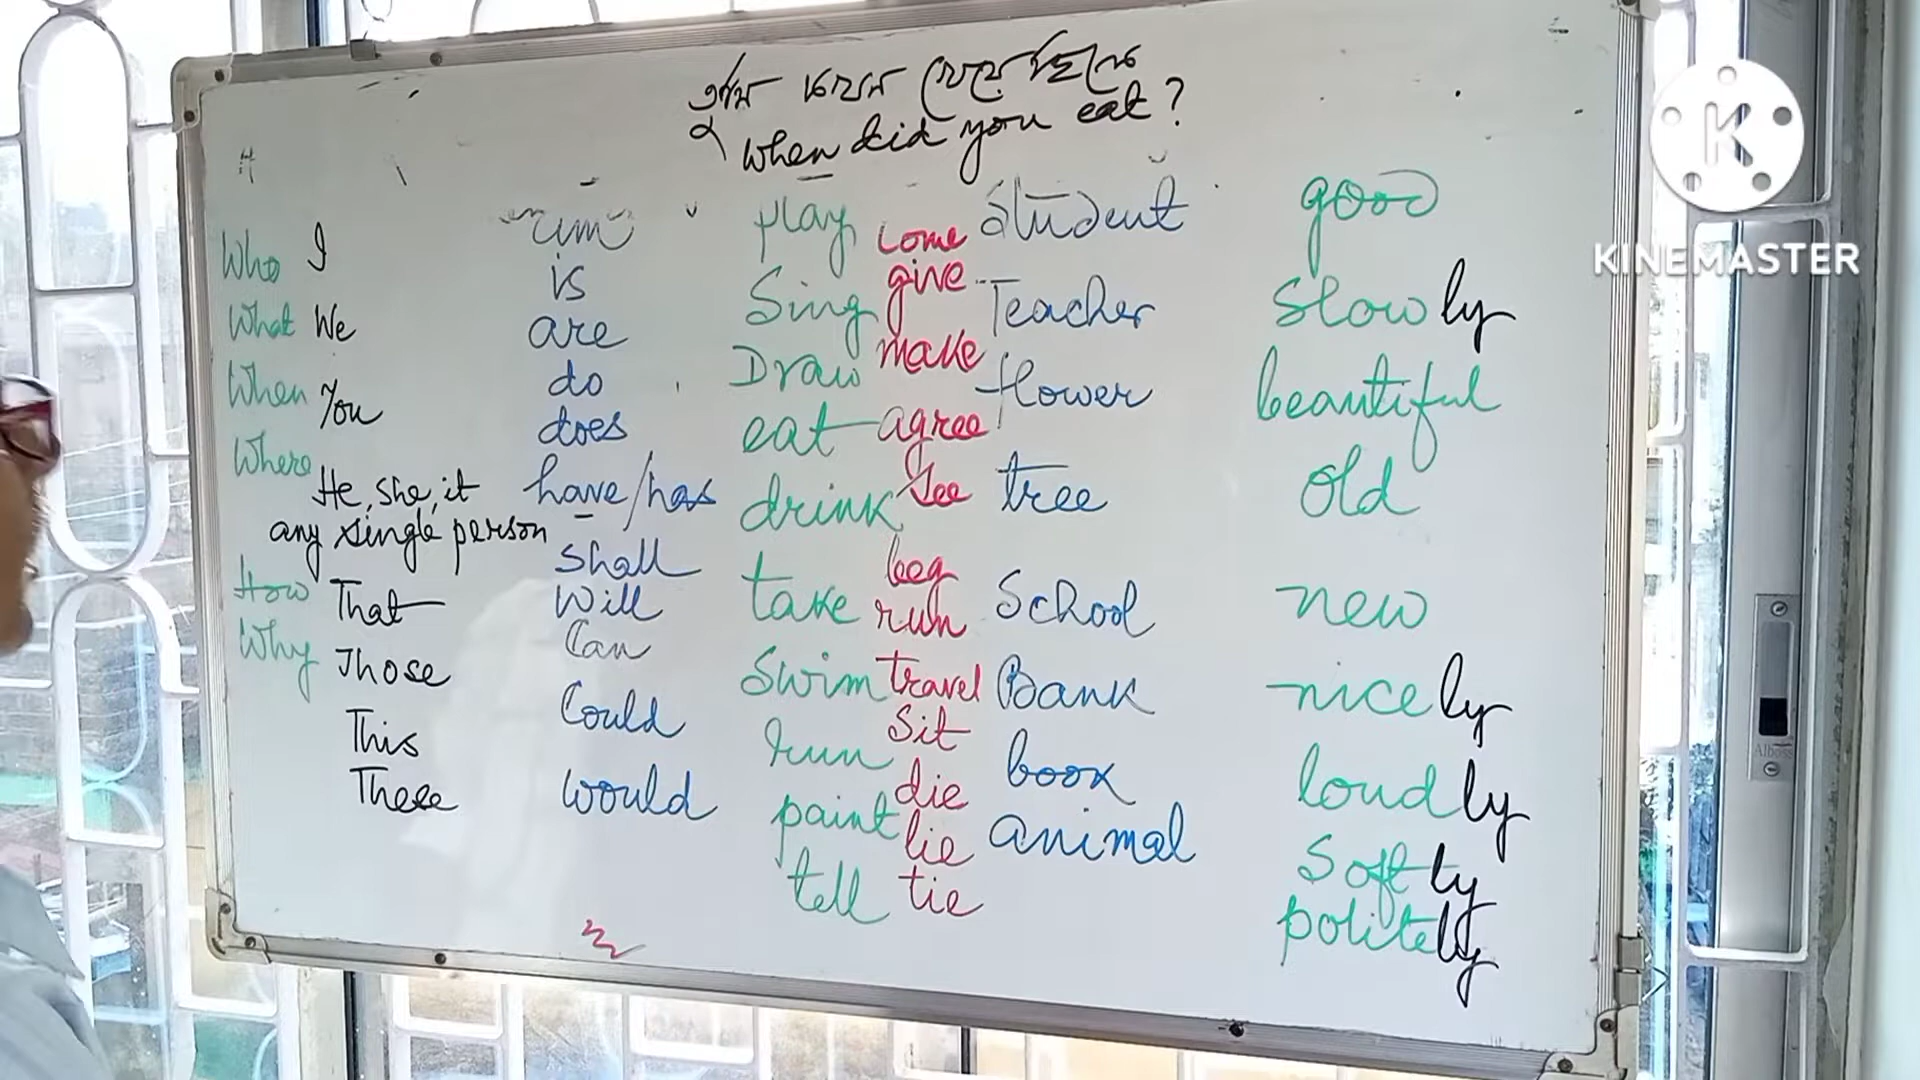 When did you eat?
Who I am play come Student good
What We is Sing give Teacher slowly
When You are Draw make flower beautiful
Where do eat agree tree old
He, she, it does drink see School new
any single person have/has take beg Bank nicely
How That shall Swim run book loudly
Why Those Will run travel animal softly
This Can paint Sit politely
These Could tell die
would lie
tie
KINEMASTER